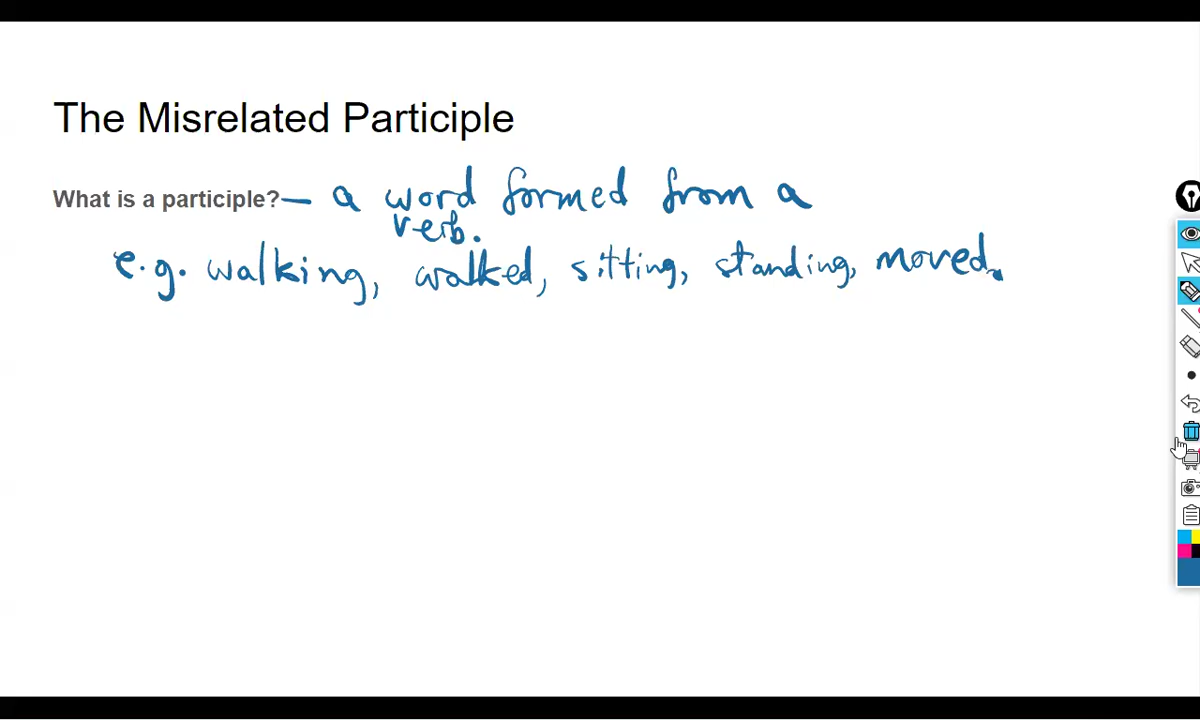 The Misrelated Participle
What is a participle?— a word formed from a
verb.
e.g. walking, walked, sitting, standing, moved.